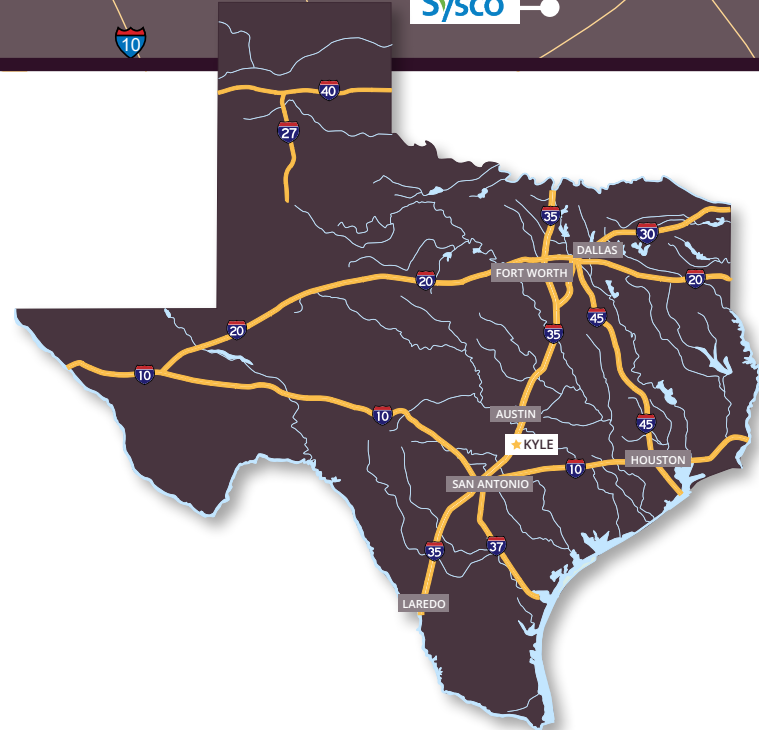 Sysco
10
40
27
35
30
DALLAS
FORT WORTH
20
20
45
20
35
10
10
AUSTIN
45
KYLE
HOUSTON
10
SAN ANTONIO
35
37
LAREDO